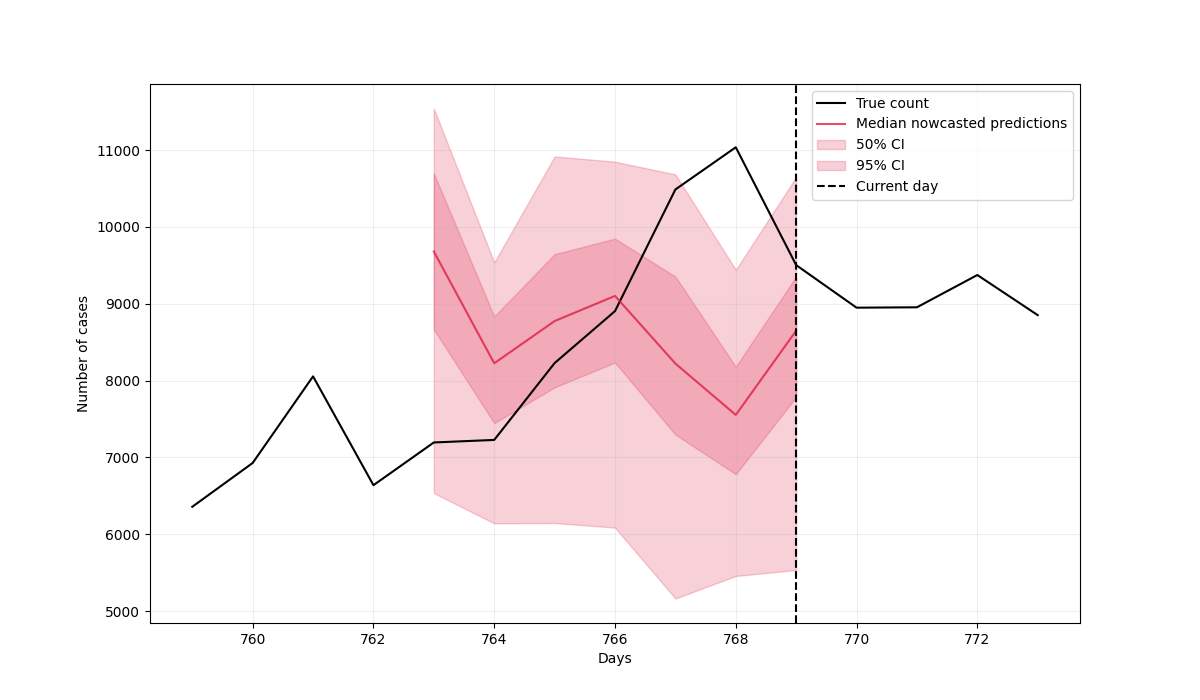 True count
Median nowcasted predictions
50% CI
95% CI
Current day
Number of cases
11000
10000
9000
8000
7000
6000
5000
760 762 764 766 768 770 772
Days